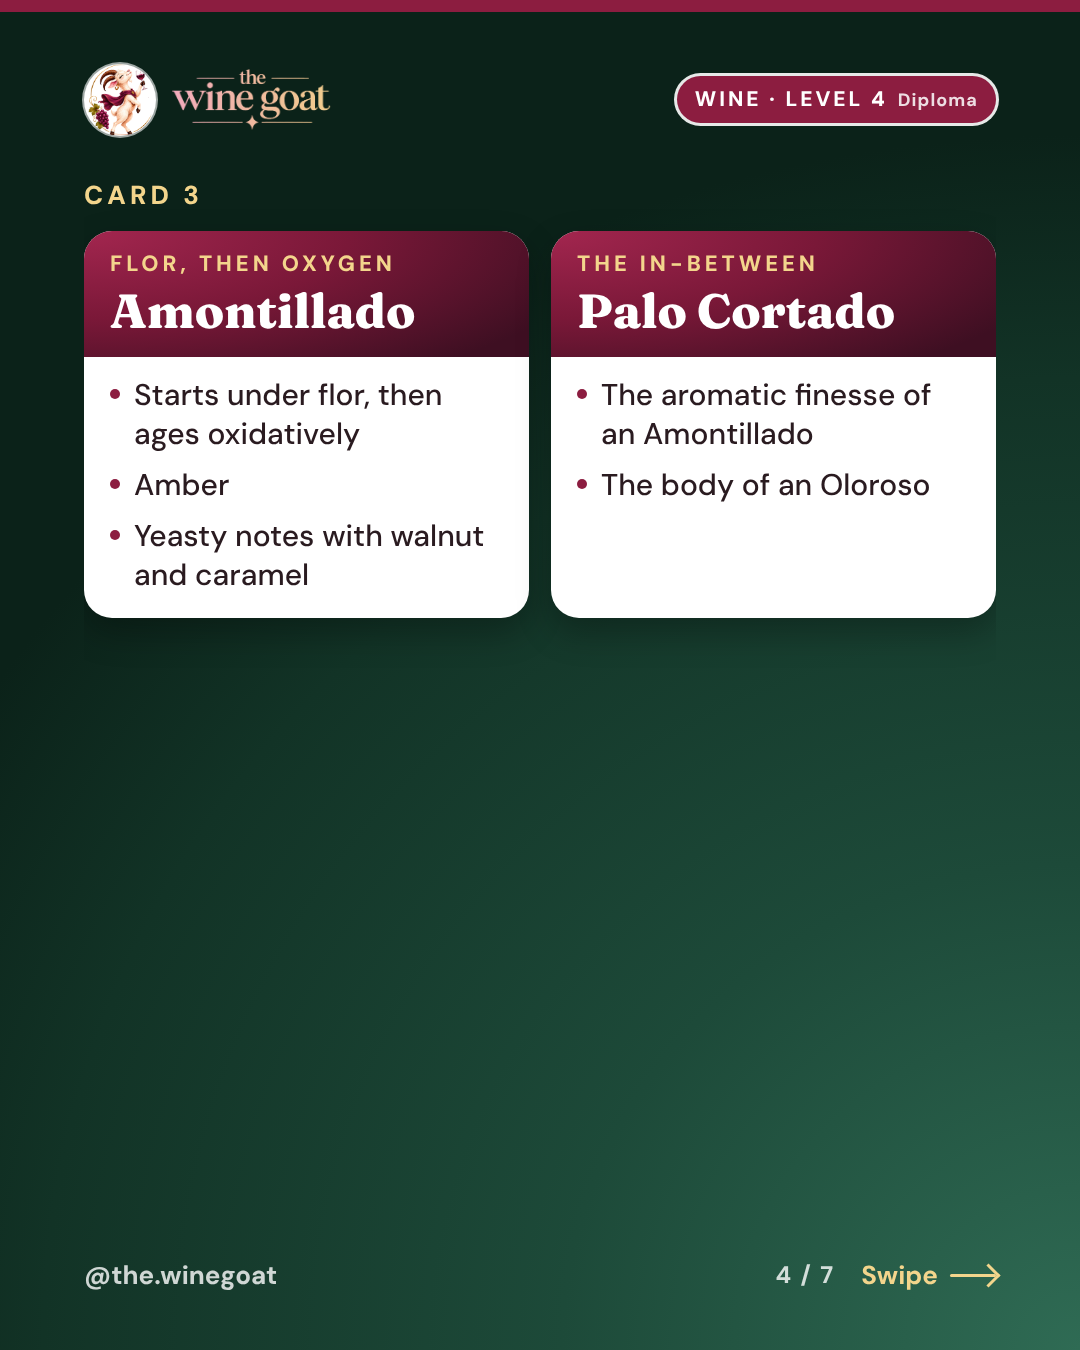 the
wine goat
WINE · LEVEL 4 Diploma
CARD 3
FLOR, THEN OXYGEN
Amontillado
• Starts under flor, then
ages oxidatively
• Amber
• Yeasty notes with walnut
and caramel
THE IN-BETWEEN
Palo Cortado
• The aromatic finesse of
an Amontillado
• The body of an Oloroso
@the.winegoat
4 / 7 Swipe